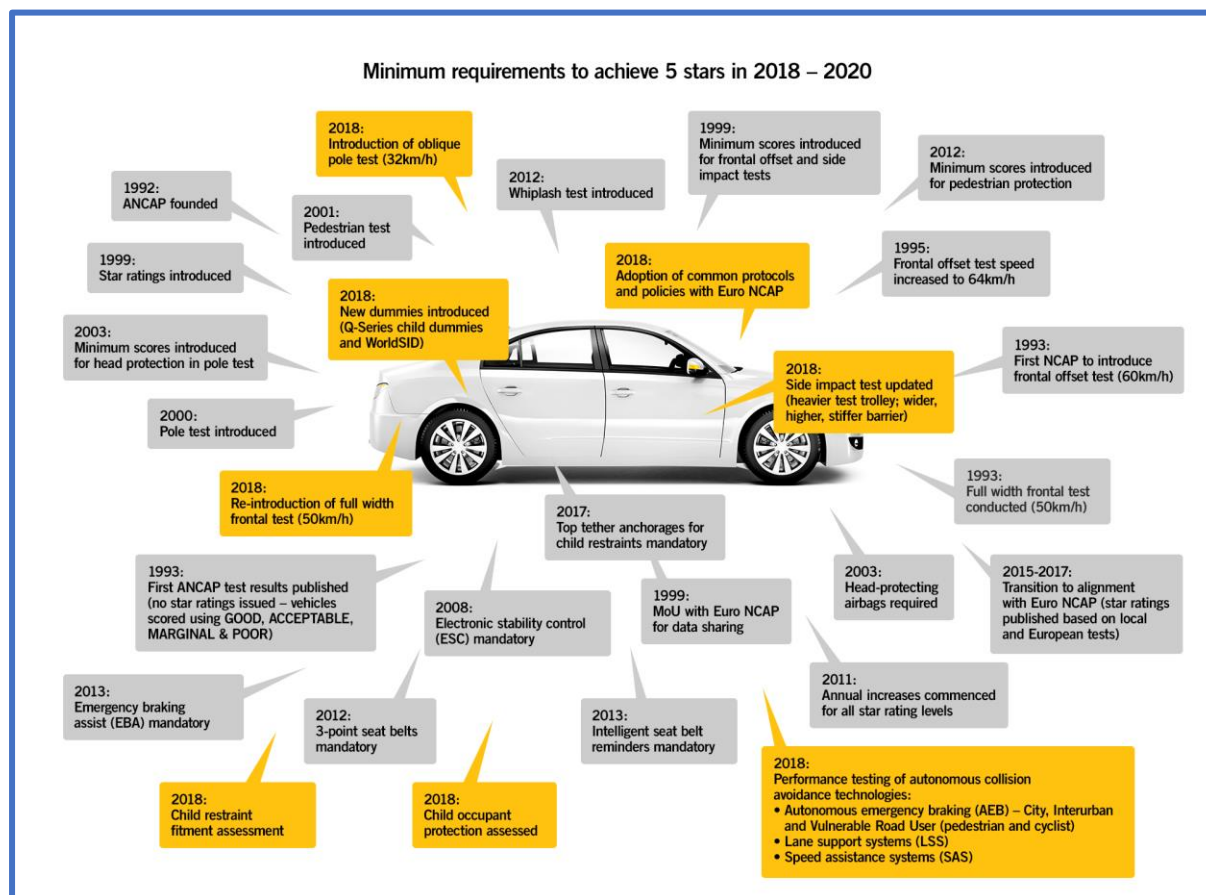 Minimum requirements to achieve 5 stars in 2018 – 2020
2018:
Introduction of oblique
pole test (32km/h)
1999:
Minimum scores introduced
for frontal offset and side
impact tests
2012:
Minimum scores introduced
for pedestrian protection
2012:
Whiplash test introduced
1992:
ANCAP founded
2001:
Pedestrian test
introduced
1999:
Star ratings introduced
2018:
Adoption of common protocols
and policies with Euro NCAP
1995:
Frontal offset test speed
increased to 64km/h
2018:
New dummies introduced
(Q-Series child dummies
and WorldSID)
2003:
Minimum scores introduced
for head protection in pole test
1993:
First NCAP to introduce
frontal offset test (60km/h)
2018:
Side impact test updated
(heavier test trolley; wider,
higher, stiffer barrier)
2000:
Pole test introduced
2018:
Re-introduction of full width
frontal test (50km/h)
1993:
Full width frontal test
conducted (50km/h)
2017:
Top tether anchorages for
child restraints mandatory
1993:
First ANCAP test results published
(no star ratings issued – vehicles
scored using GOOD, ACCEPTABLE,
MARGINAL & POOR)
2008:
Electronic stability control
(ESC) mandatory
1999:
MoU with Euro NCAP
for data sharing
2003:
Head-protecting
airbags required
2015-2017:
Transition to alignment
with Euro NCAP (star ratings
published based on local
and European tests)
2013:
Emergency braking
assist (EBA) mandatory
2012:
3-point seat belts
mandatory
2013:
Intelligent seat belt
reminders mandatory
2011:
Annual increases commenced
for all star rating levels
2018:
Child restraint
fitment assessment
2018:
Child occupant
protection assessed
2018:
Performance testing of autonomous collision
avoidance technologies:
• Autonomous emergency braking (AEB) – City, Interurban
and Vulnerable Road User (pedestrian and cyclist)
• Lane support systems (LSS)
• Speed assistance systems (SAS)